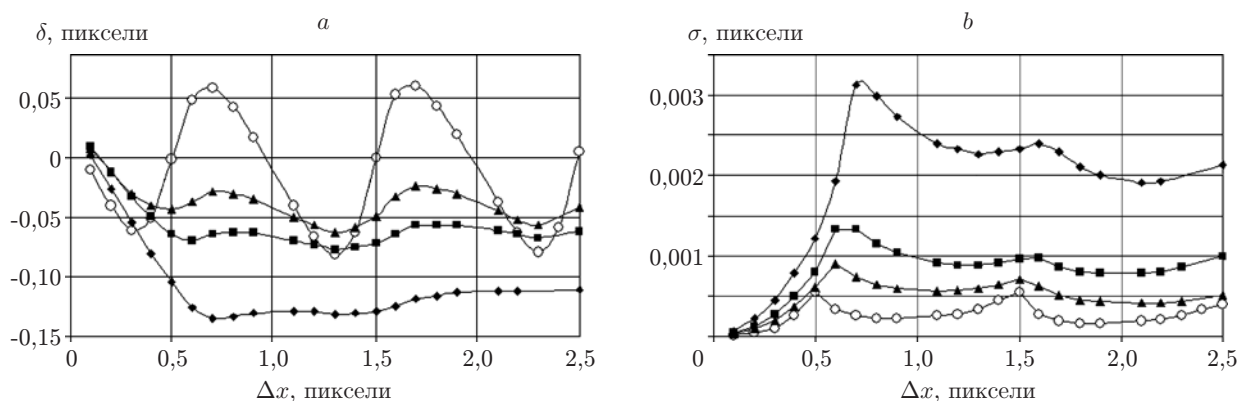 a
δ, пиксели
0,05
0
-0,05
-0,10
-0,15
0 0,5 1,0 1,5 2,0 2,5
Δx, пиксели
b
σ, пиксели
0,003
0,002
0,001
0 0,5 1,0 1,5 2,0 2,5
Δx, пиксели